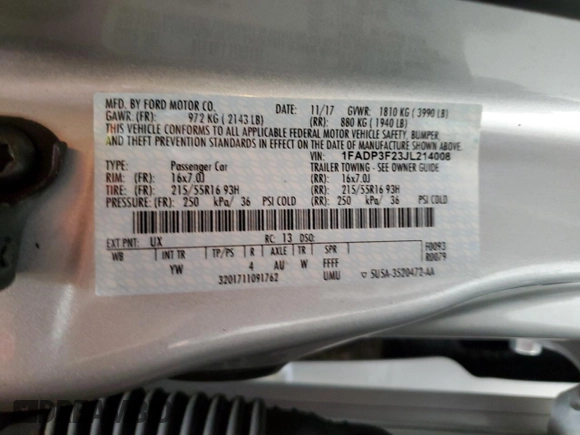 MFD. BY FORD MOTOR CO. DATE: 11/17 GVWR: 1810 KG ( 3990 LB)
GAWR: (FR): 972 KG ( 2143 LB) (RR): 880 KG ( 1940 LB)
THIS VEHICLE CONFORMS TO ALL APPLICABLE FEDERAL MOTOR VEHICLE SAFETY, BUMPER,
AND THEFT PREVENTION STANDARDS IN EFFECT ON THE DATE OF MANUFACTURE SHOWN ABOVE.
VIN: 1FADP3F23JL214008
TYPE: Passenger Car TRAILER TOWING - SEE OWNER GUIDE
RIM: (FR): 16x7.0J (RR): 16x7.0J
TIRE: (FR): 215/55R16 93H (RR): 215/55R16 93H
PRESSURE: (FR): 250 kPa/ 36 PSI COLD (RR): 250 kPa/ 36 PSI COLD
EXT PNT: UX RC: 13 DSO: F0093
WB INT TR TP/PS R AXLE TR SPR R0079
YW 4 AU W FFFF
3201711091762 UMU ▽ 5U5A-3520472-AA